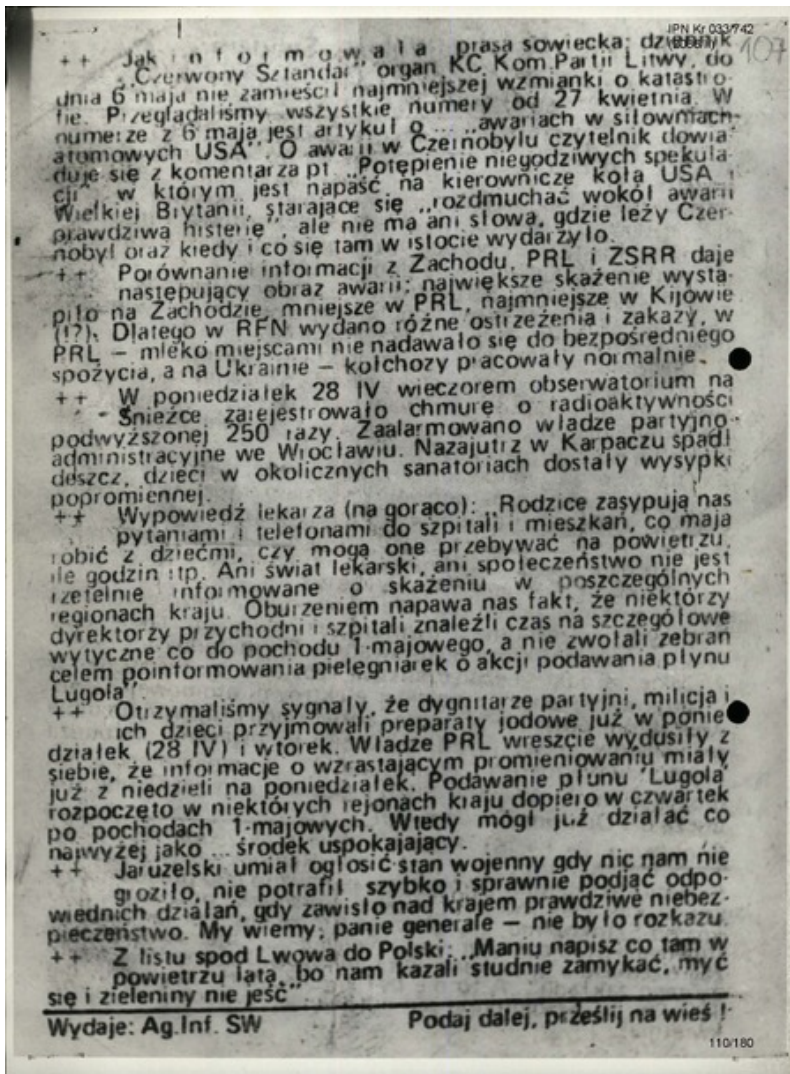 IPN Kr 033/742
107
++ Jak informowała prasa sowiecka: dziennik
„Czerwony Sztandar" organ KC Kom.Partii Litwy, do
dnia 6 maja nie zamieścił najmniejszej wzmianki o katastro-
fie. Przeglądaliśmy wszystkie numery od 27 kwietnia. W
numerze z 6 maja jest artykuł o ... „awariach w siłowniach
atomowych USA". O awarii w Czernobylu czytelnik dowia-
duje się z komentarza pt. „Potępienie niegodziwych spekula-
cji" w którym jest napaść na kierownicze koła USA i
Wielkiej Brytanii, starające się „rozdmuchać wokół awarii
prawdziwą histerię", ale nie ma ani słowa, gdzie leży Czer-
nobyl oraz kiedy i co się tam w istocie wydarzyło.
++ Porównanie informacji z Zachodu, PRL i ZSRR daje
następujący obraz awarii: największe skażenie wystą-
piło na Zachodzie, mniejsze w PRL, najmniejsze w Kijowie
(!?). Dlatego w RFN wydano różne ostrzeżenia i zakazy, w
PRL – mleko miejscami nie nadawało się do bezpośredniego
spożycia, a na Ukrainie – kołchozy pracowały normalnie.
++ W poniedziałek 28 IV wieczorem obserwatorium na
Śnieżce zarejestrowało chmurę o radioaktywności
podwyższonej 250 razy. Zaalarmowano władze partyjno-
administracyjne we Wrocławiu. Nazajutrz w Karpaczu spadł
deszcz, dzieci w okolicznych sanatoriach dostały wysypki
popromiennej.
++ Wypowiedź lekarza (na gorąco): „Rodzice zasypują nas
pytaniami i telefonami do szpitali i mieszkań, co mają
robić z dziećmi, czy mogą one przebywać na powietrzu,
ile godzin itp. Ani świat lekarski, ani społeczeństwo nie jest
rzetelnie informowane o skażeniu w poszczególnych
regionach kraju. Oburzeniem napawa nas fakt, że niektórzy
dyrektorzy przychodni i szpitali znaleźli czas na szczegółowe
wytyczne co do pochodu 1-majowego, a nie zwołali zebrań
celem poinformowania pielęgniarek o akcji podawania płynu
Lugola".
++ Otrzymaliśmy sygnały, że dygnitarze partyjni, milicja i
ich dzieci przyjmowali preparaty jodowe już w ponie-
działek (28 IV) i wtorek. Władze PRL wreszcie wydusiły z
siebie, że informacje o wzrastającym promieniowaniu miały
już z niedzieli na poniedziałek. Podawanie płunu 'Lugola'
rozpoczęto w niektórych rejonach kraju dopiero w czwartek
po pochodach 1-majowych. Wtedy mógł już działać co
najwyżej jako ... środek uspokajający.
++ Jaruzelski umiał ogłosić stan wojenny gdy nic nam nie
groziło, nie potrafił szybko i sprawnie podjąć odpo-
wiednich działań, gdy zawisło nad krajem prawdziwe niebez-
pieczeństwo. My wiemy, panie generale – nie było rozkazu.
++ Z listu spod Lwowa do Polski: „Maniu napisz co tam w
powietrzu lata, bo nam kazali studnie zamykać, myć
się i zieleniny nie jeść"
Wydaje: Ag.Inf. SW Podaj dalej, prześlij na wieś !
110/180